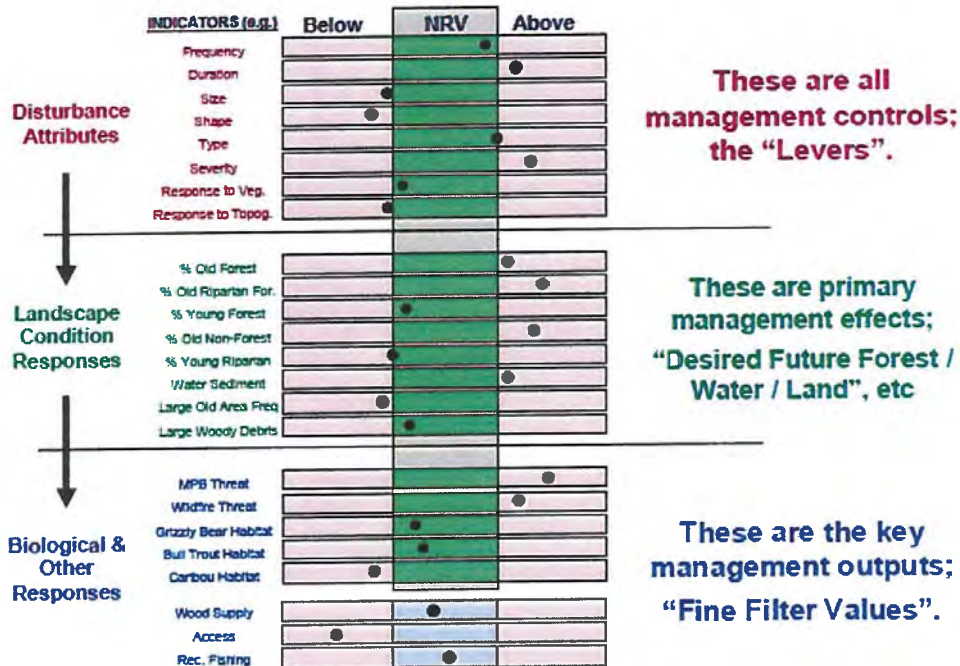 INDICATORS (e.g.)
Below
NRV
Above
Frequency
Duration
Size
Shape
Type
Severity
Response to Veg.
Response to Topog.
Disturbance
Attributes
These are all
management controls;
the “Levers”.
% Old Forest
% Old Riparian For.
% Young Forest
% Old Non-Forest
% Young Riparian
Water Sediment
Large Old Area Freq
Large Woody Debris
Landscape
Condition
Responses
These are primary
management effects;
“Desired Future Forest /
Water / Land”, etc
MPB Threat
Wildfire Threat
Grizzly Bear Habitat
Bull Trout Habitat
Caribou Habitat
Wood Supply
Access
Rec. Fishing
Biological &
Other
Responses
These are the key
management outputs;
“Fine Filter Values”.